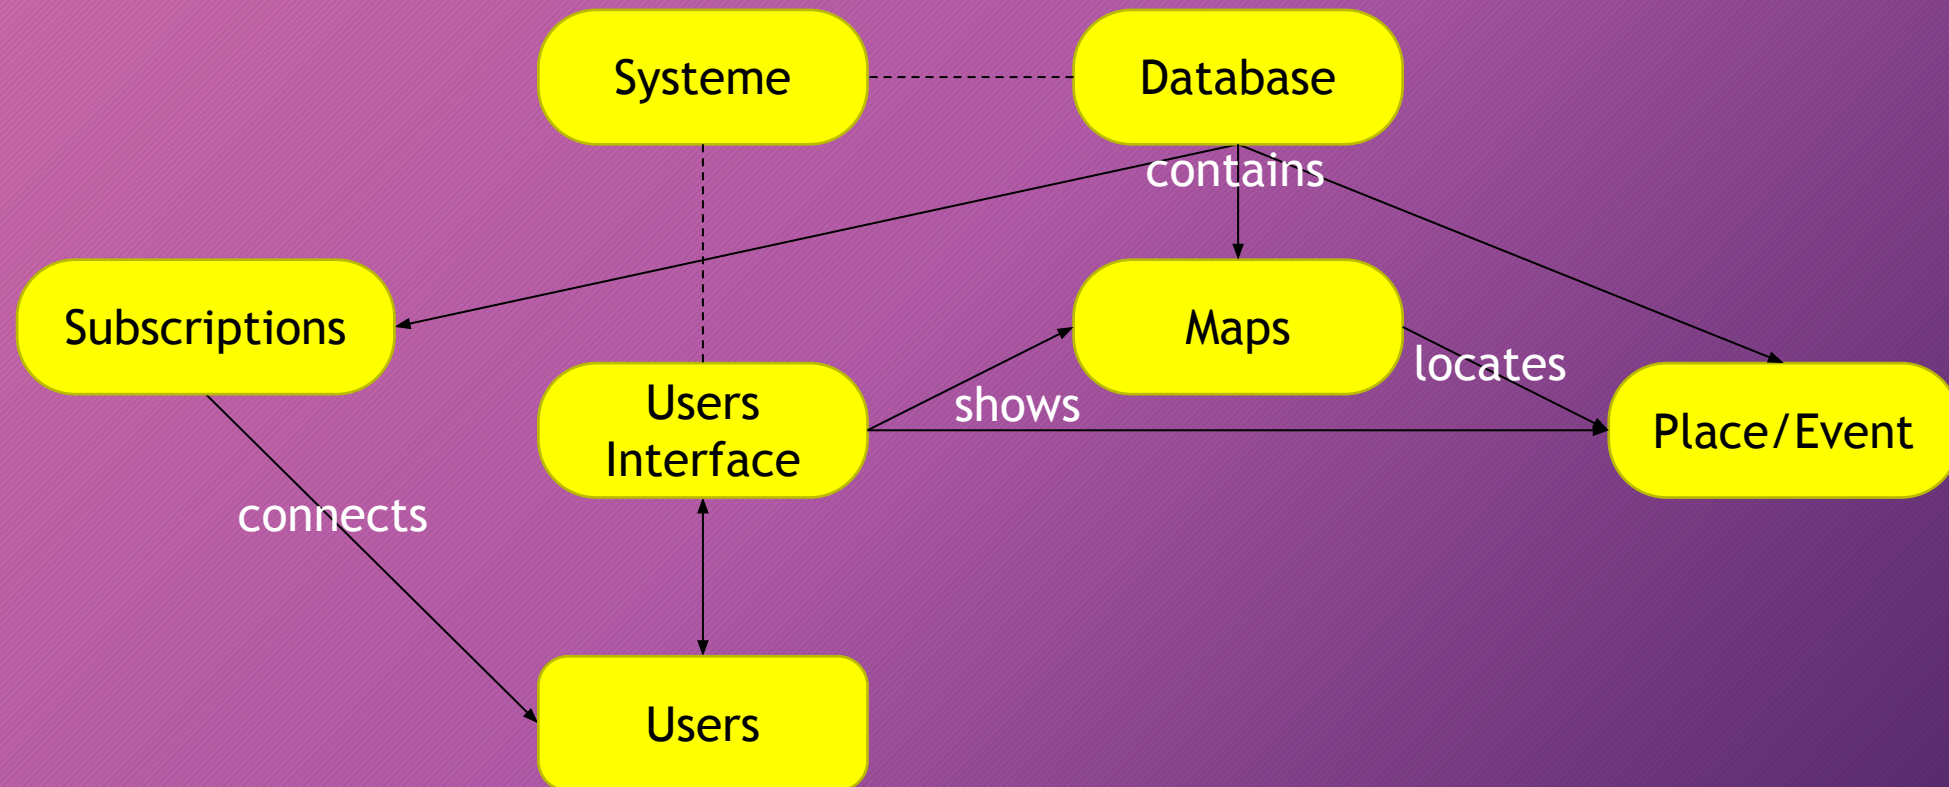 Systeme
Database
contains
Subscriptions
Maps
locates
Users
Interface
shows
Place/Event
connects
Users